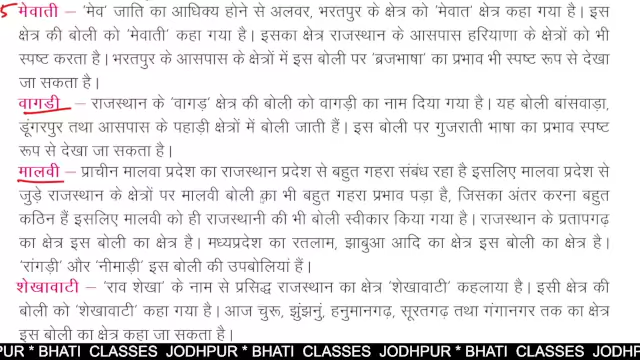 5 मेवाती – 'मेव' जाति का आधिक्य होने से अलवर, भरतपुर के क्षेत्र को 'मेवात' क्षेत्र कहा गया है। इस
क्षेत्र की बोली को 'मेवाती' कहा गया है। इसका क्षेत्र राजस्थान के आसपास हरियाणा के क्षेत्रों को भी
स्पष्ट करता है। भरतपुर के आसपास के क्षेत्रों में इस बोली पर 'ब्रजभाषा' का प्रभाव भी स्पष्ट रूप से देखा
जा सकता है।
वागडी – राजस्थान के 'वागड़' क्षेत्र की बोली को वागड़ी का नाम दिया गया है। यह बोली बांसवाड़ा,
डूंगरपुर तथा आसपास के पहाड़ी क्षेत्रों में बोली जाती हैं। इस बोली पर गुजराती भाषा का प्रभाव स्पष्ट
रूप से देखा जा सकता है।
मालवी – प्राचीन मालवा प्रदेश का राजस्थान प्रदेश से बहुत गहरा संबंध रहा है इसलिए मालवा प्रदेश से
जुड़े राजस्थान के क्षेत्रों पर मालवी बोली का भी बहुत गहरा प्रभाव पड़ा है, जिसका अंतर करना बहुत
कठिन हैं इसलिए मालवी को ही राजस्थानी की भी बोली स्वीकार किया गया है। राजस्थान के प्रतापगढ़
का क्षेत्र इस बोली का क्षेत्र है। मध्यप्रदेश का रतलाम, झाबुआ आदि का क्षेत्र इस बोली का क्षेत्र है।
'रांगड़ी' और 'नीमाड़ी' इस बोली की उपबोलियां हैं।
शेखावाटी – 'राव शेखा' के नाम से प्रसिद्ध राजस्थान का क्षेत्र 'शेखावाटी' कहलाया है। इसी क्षेत्र की
बोली को 'शेखावाटी' कहा गया है। आज चुरू, झुंझनुं, हनुमानगढ़, सूरतगढ़ तथा गंगानगर तक का क्षेत्र
इस बोली का क्षेत्र कहा जा सकता है।
PUR * BHATI CLASSES JODHPUR * BHATI CLASSES JODHPUR * BHATI CLASSES JODHPUR